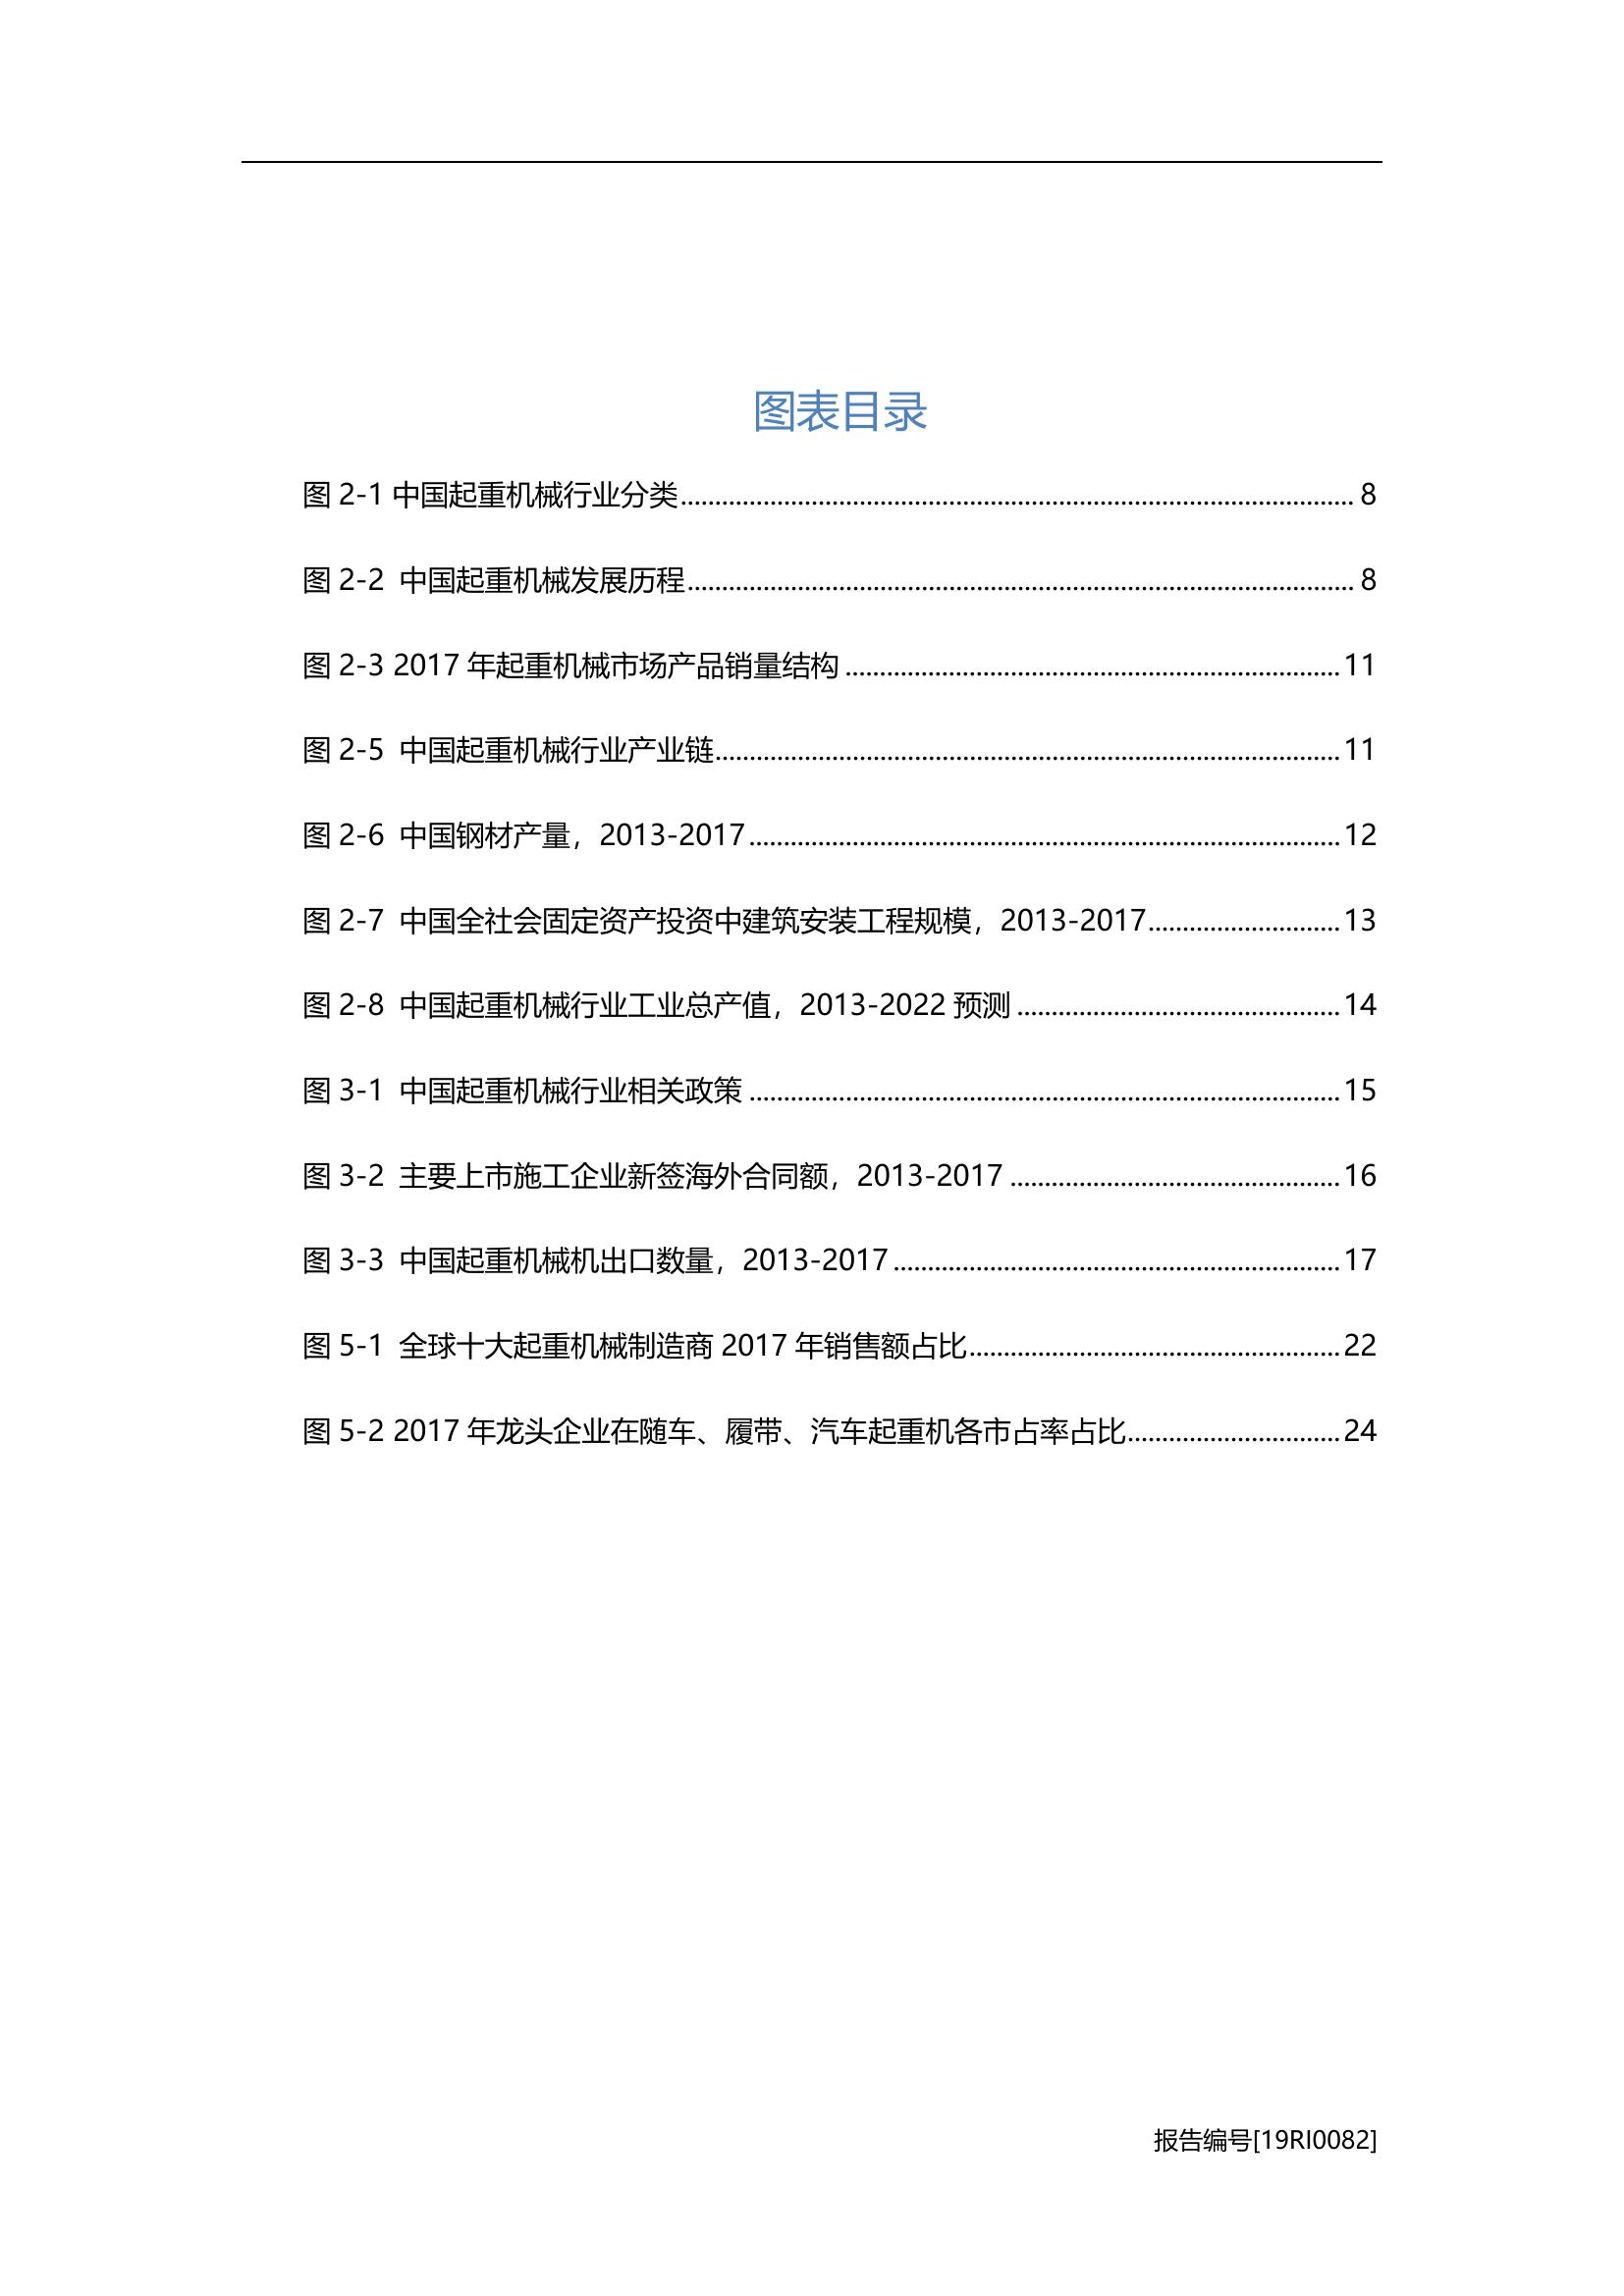 图表目录
图 2-1 中国起重机械行业分类........................................................................................ 8
图 2-2  中国起重机械发展历程........................................................................................ 8
图 2-3 2017 年起重机械市场产品销量结构 ........................................................................ 11
图 2-5  中国起重机械行业产业链.................................................................................... 11
图 2-6  中国钢材产量，2013-2017 .................................................................................. 12
图 2-7  中国全社会固定资产投资中建筑安装工程规模，2013-2017............................ 13
图 2-8  中国起重机械行业工业总产值，2013-2022 预测 ............................................... 14
图 3-1  中国起重机械行业相关政策 ................................................................................ 15
图 3-2  主要上市施工企业新签海外合同额，2013-2017 ................................................ 16
图 3-3  中国起重机械机出口数量，2013-2017 ................................................................ 17
图 5-1  全球十大起重机械制造商 2017 年销售额占比...................................................... 22
图 5-2 2017 年龙头企业在随车、履带、汽车起重机各市占率占比............................... 24
报告编号[19RI0082]